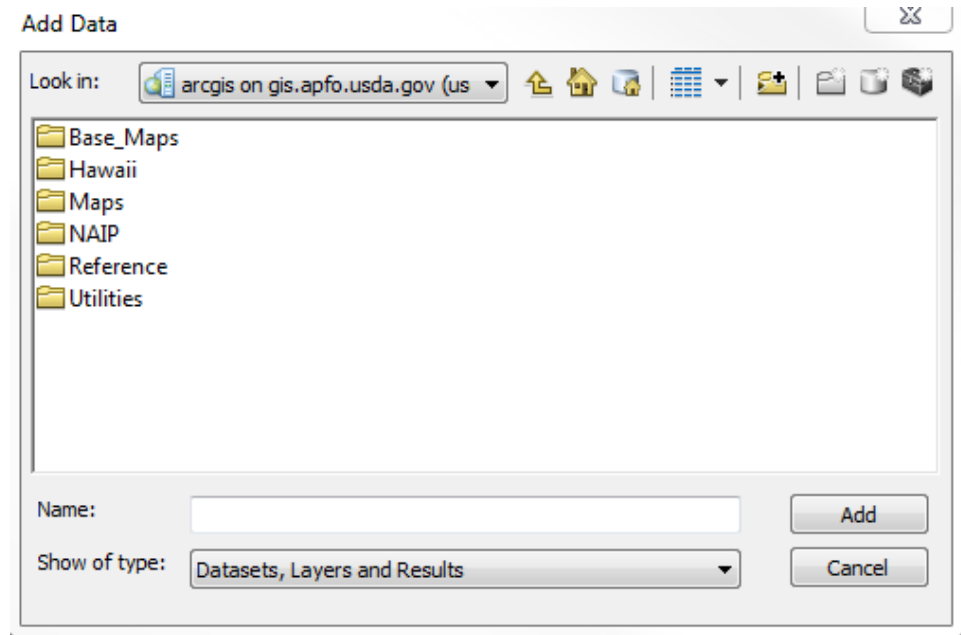 Add Data
Look in: arcgis on gis.apfo.usda.gov (us
Base_Maps
Hawaii
Maps
NAIP
Reference
Utilities
Name: Add
Show of type: Datasets, Layers and Results Cancel